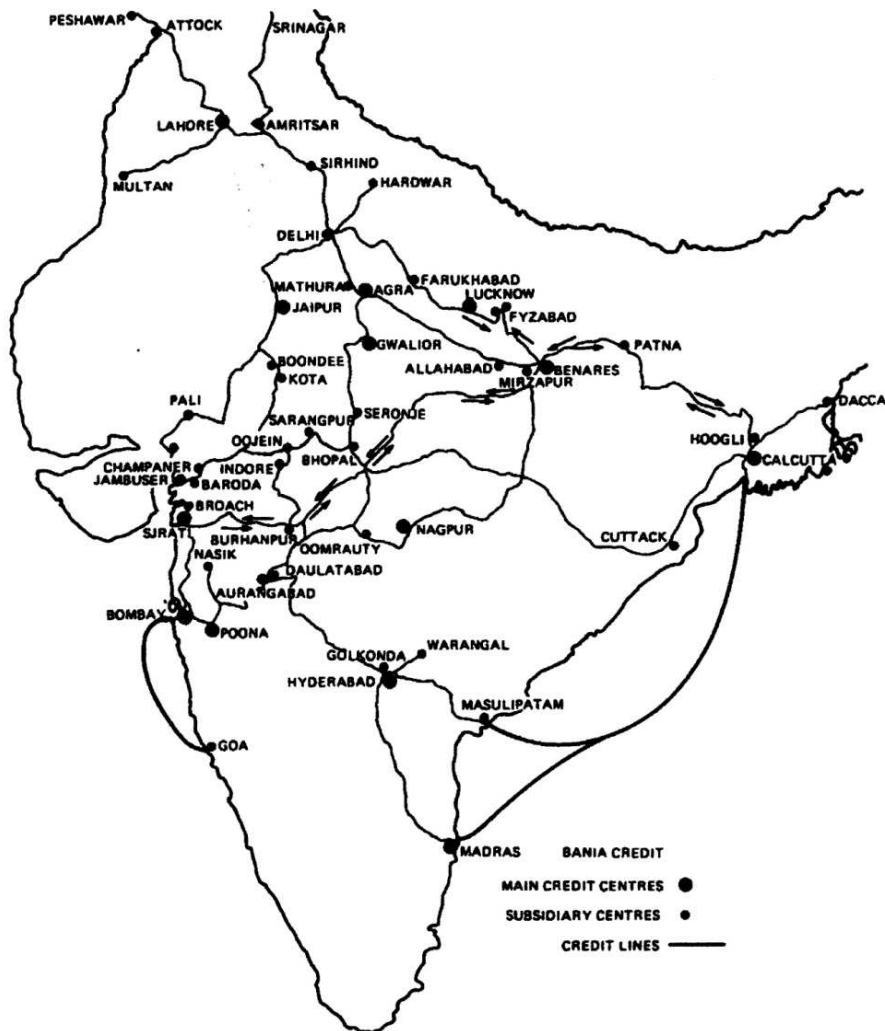 PESHAWAR
ATTOCK
SRINAGAR
LAHORE
AMRITSAR
SIRHIND
MULTAN
HARDWAR
DELHI
MATHURA
AGRA
FARUKHABAD
LUCKNOW
JAIPUR
FYZABAD
GWALIOR
PATNA
BOONDEE
ALLAHABAD
BENARES
KOTA
MIRZAPUR
PALI
SERONJE
DACCA
SARANGPUR
OOJEIN
HOOGLI
BHOPAL
CHAMPANER
INDORE
CALCUTTA
JAMBUSER
BARODA
BROACH
SJRAT
BURHANPUR
NAGPUR
OOMRAUTY
CUTTACK
NASIK
DAULATABAD
AURANGABAD
BOMBAY
POONA
GOLKONDA
WARANGAL
HYDERABAD
MASULIPATAM
GOA
MADRAS
BANIA CREDIT
MAIN CREDIT CENTRES
SUBSIDIARY CENTRES
CREDIT LINES